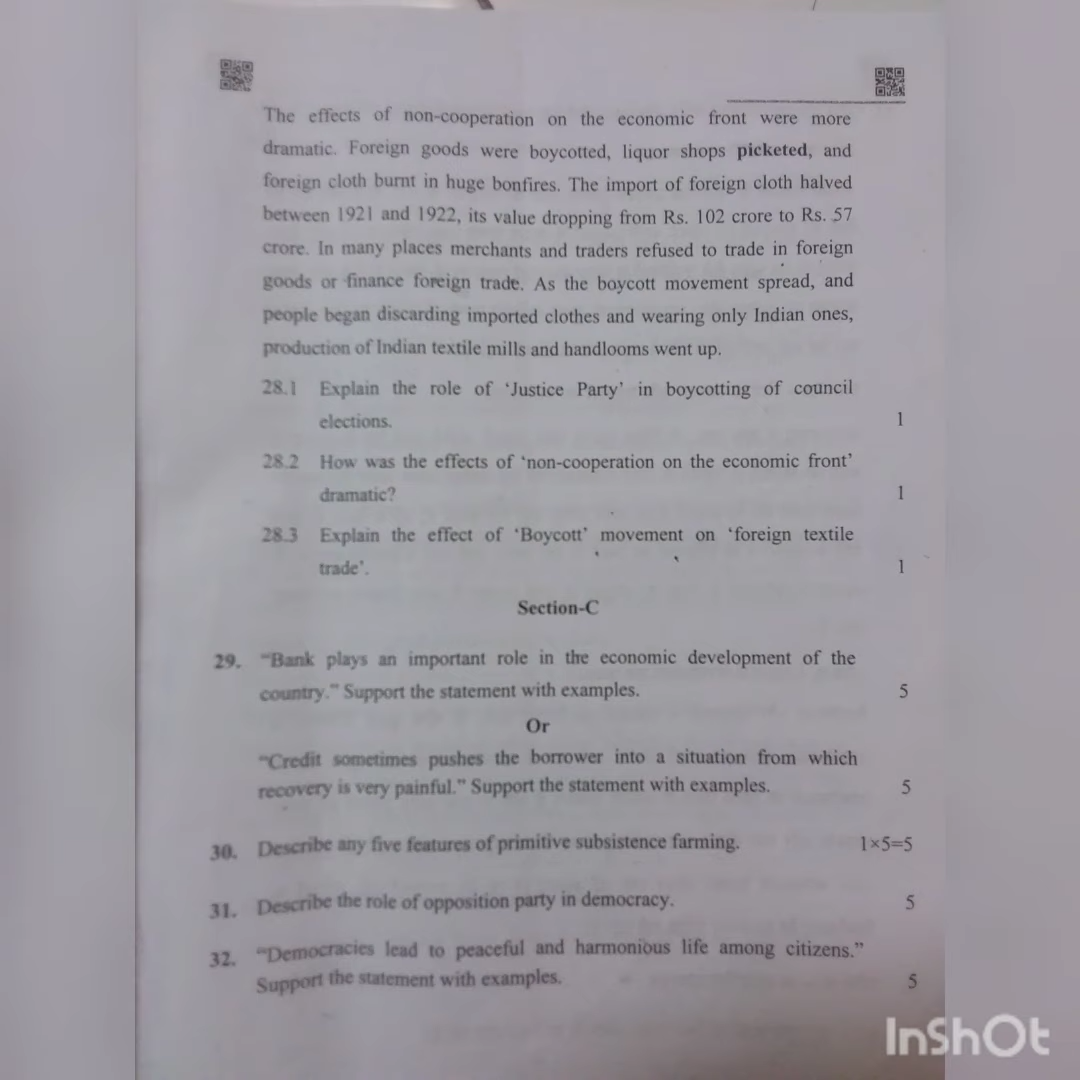 The effects of non-cooperation on the economic front were more
dramatic. Foreign goods were boycotted, liquor shops picketed, and
foreign cloth burnt in huge bonfires. The import of foreign cloth halved
between 1921 and 1922, its value dropping from Rs. 102 crore to Rs. 57
crore. In many places merchants and traders refused to trade in foreign
goods or finance foreign trade. As the boycott movement spread, and
people began discarding imported clothes and wearing only Indian ones,
production of Indian textile mills and handlooms went up.
28.1 Explain the role of ‘Justice Party’ in boycotting of council
elections. 1
28.2 How was the effects of ‘non-cooperation on the economic front’
dramatic? 1
28.3 Explain the effect of ‘Boycott’ movement on ‘foreign textile
trade’. 1
Section-C
29. “Bank plays an important role in the economic development of the
country.” Support the statement with examples. 5
Or
“Credit sometimes pushes the borrower into a situation from which
recovery is very painful.” Support the statement with examples. 5
30. Describe any five features of primitive subsistence farming. 1×5=5
31. Describe the role of opposition party in democracy. 5
32. “Democracies lead to peaceful and harmonious life among citizens.”
Support the statement with examples. 5
InShOt